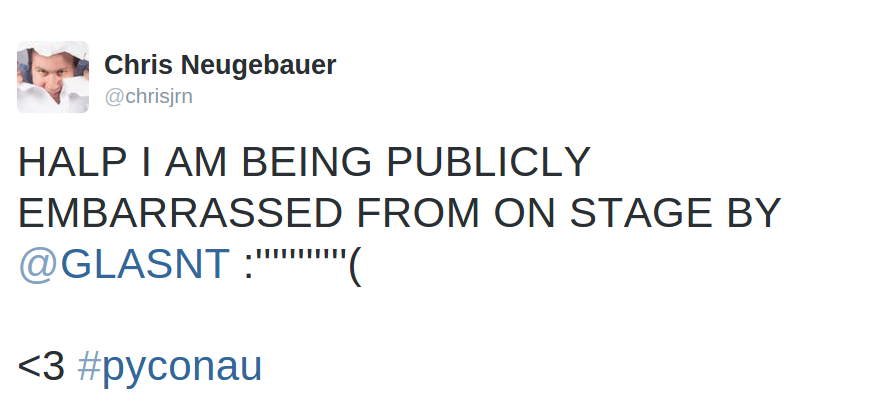 Chris Neugebauer
@chrisjrn
HALP I AM BEING PUBLICLY
EMBARRASSED FROM ON STAGE BY
@GLASNT :'''''''''''(
<3 #pyconau